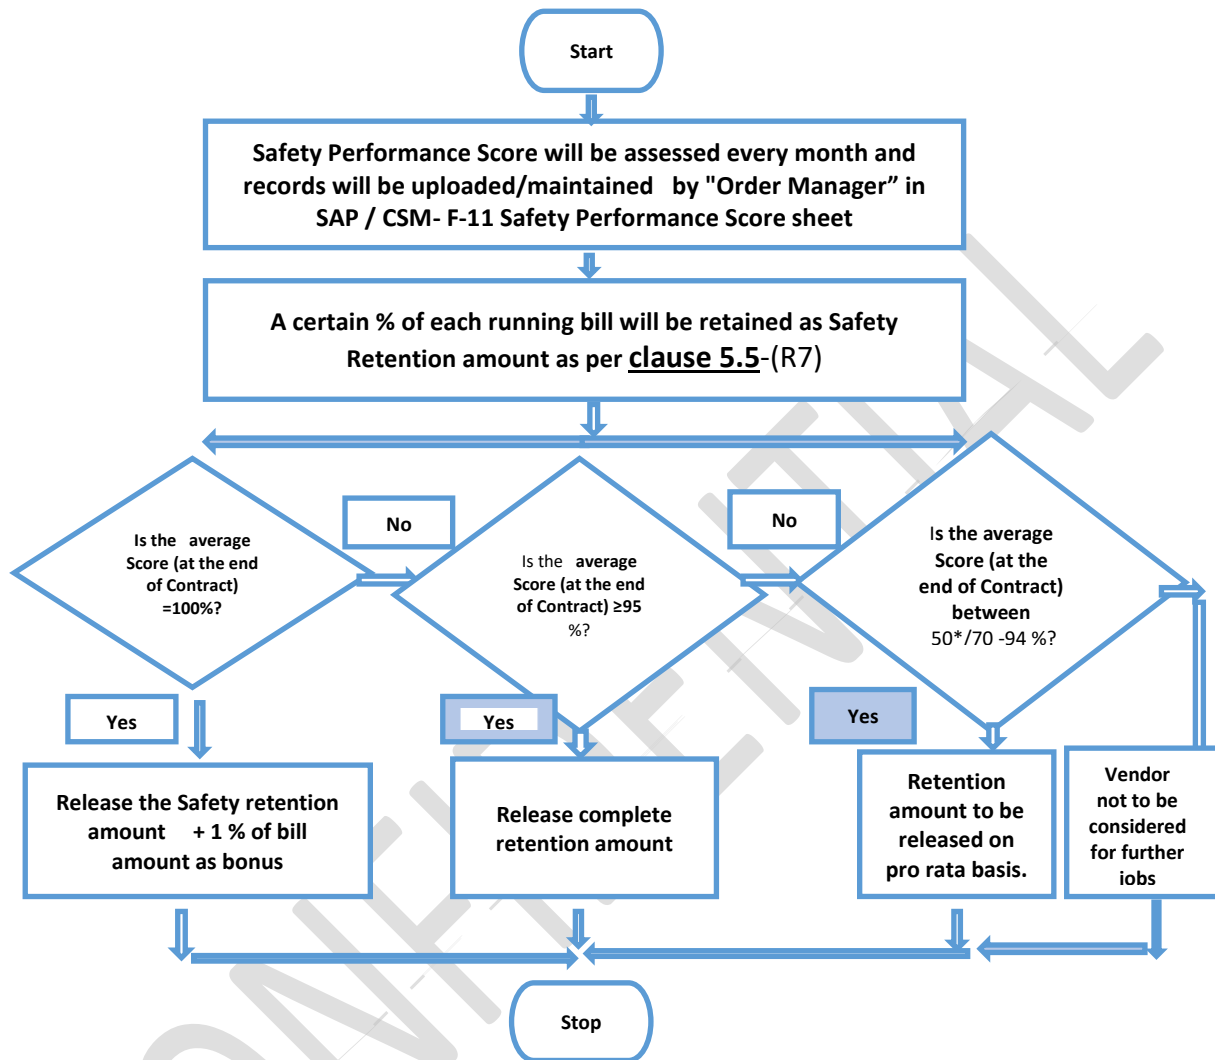 Start
Safety Performance Score will be assessed every month and
records will be uploaded/maintained by "Order Manager” in
SAP / CSM- F-11 Safety Performance Score sheet
A certain % of each running bill will be retained as Safety
Retention amount as per clause 5.5-(R7)
Is the average
Score (at the end
of Contract)
=100%?
No
Is the average
Score (at the end
of Contract) ≥95
%?
No
Is the average
Score (at the
end of Contract)
between
50*/70 -94 %?
Yes
Yes
Yes
Release the Safety retention
amount + 1 % of bill
amount as bonus
Release complete
retention amount
Retention
amount to be
released on
pro rata basis.
Vendor
not to be
considered
for further
iobs
Stop
CONFIDENTIAL